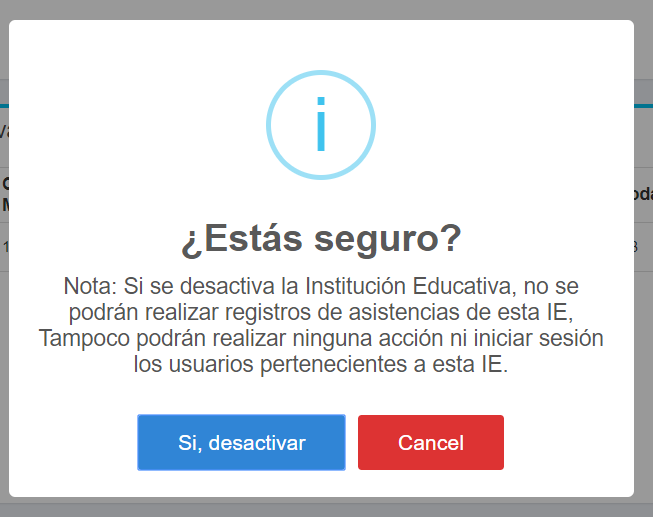 ¿Estás seguro?
Nota: Si se desactiva la Institución Educativa, no se
podrán realizar registros de asistencias de esta IE,
Tampoco podrán realizar ninguna acción ni iniciar sesión
los usuarios pertenecientes a esta IE.
Si, desactivar
Cancel